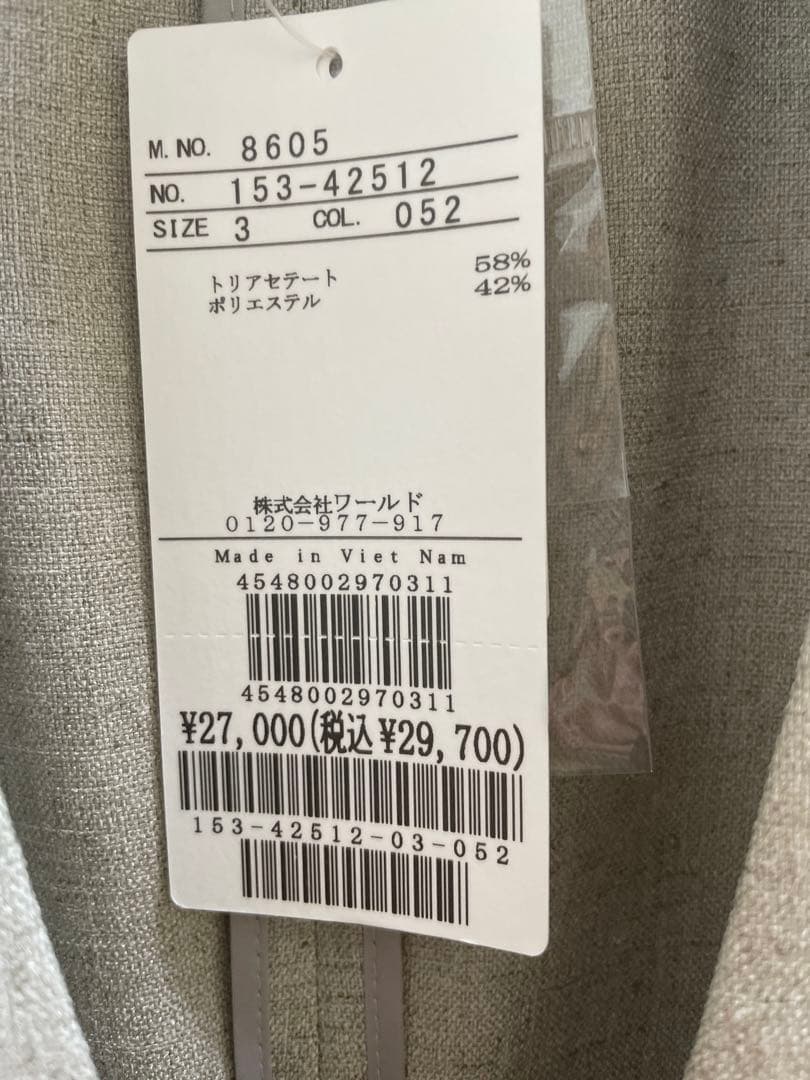 M. NO. 8605
NO. 153-42512
SIZE 3 COL. 052
トリアセテート 58%
ポリエステル 42%
株式会社ワールド
0120-977-917
Made in Viet Nam
4548002970311
4548002970311
¥27,000(税込¥29,700)
153-42512-03-052